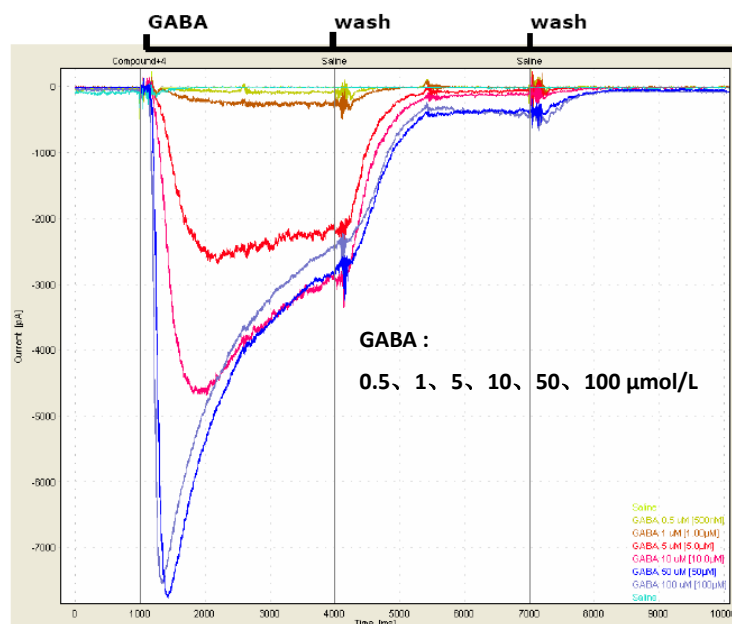 GABA wash wash
Compound+4 Saline Saline
0
-1000
-2000
-3000
-4000
-5000
-6000
-7000
Current [pA]
GABA :
0.5、1、5、10、50、100 μmol/L
Saline
GABA 0.5 uM [500nM]
GABA 1 uM [1.00μM]
GABA 5 uM [5.0μM]
GABA 10 uM [10.0μM]
GABA 50 uM [50μM]
GABA 100 uM [100μM]
Saline
0 1000 2000 3000 4000 5000 6000 7000 8000 9000 10000
Time [ms]